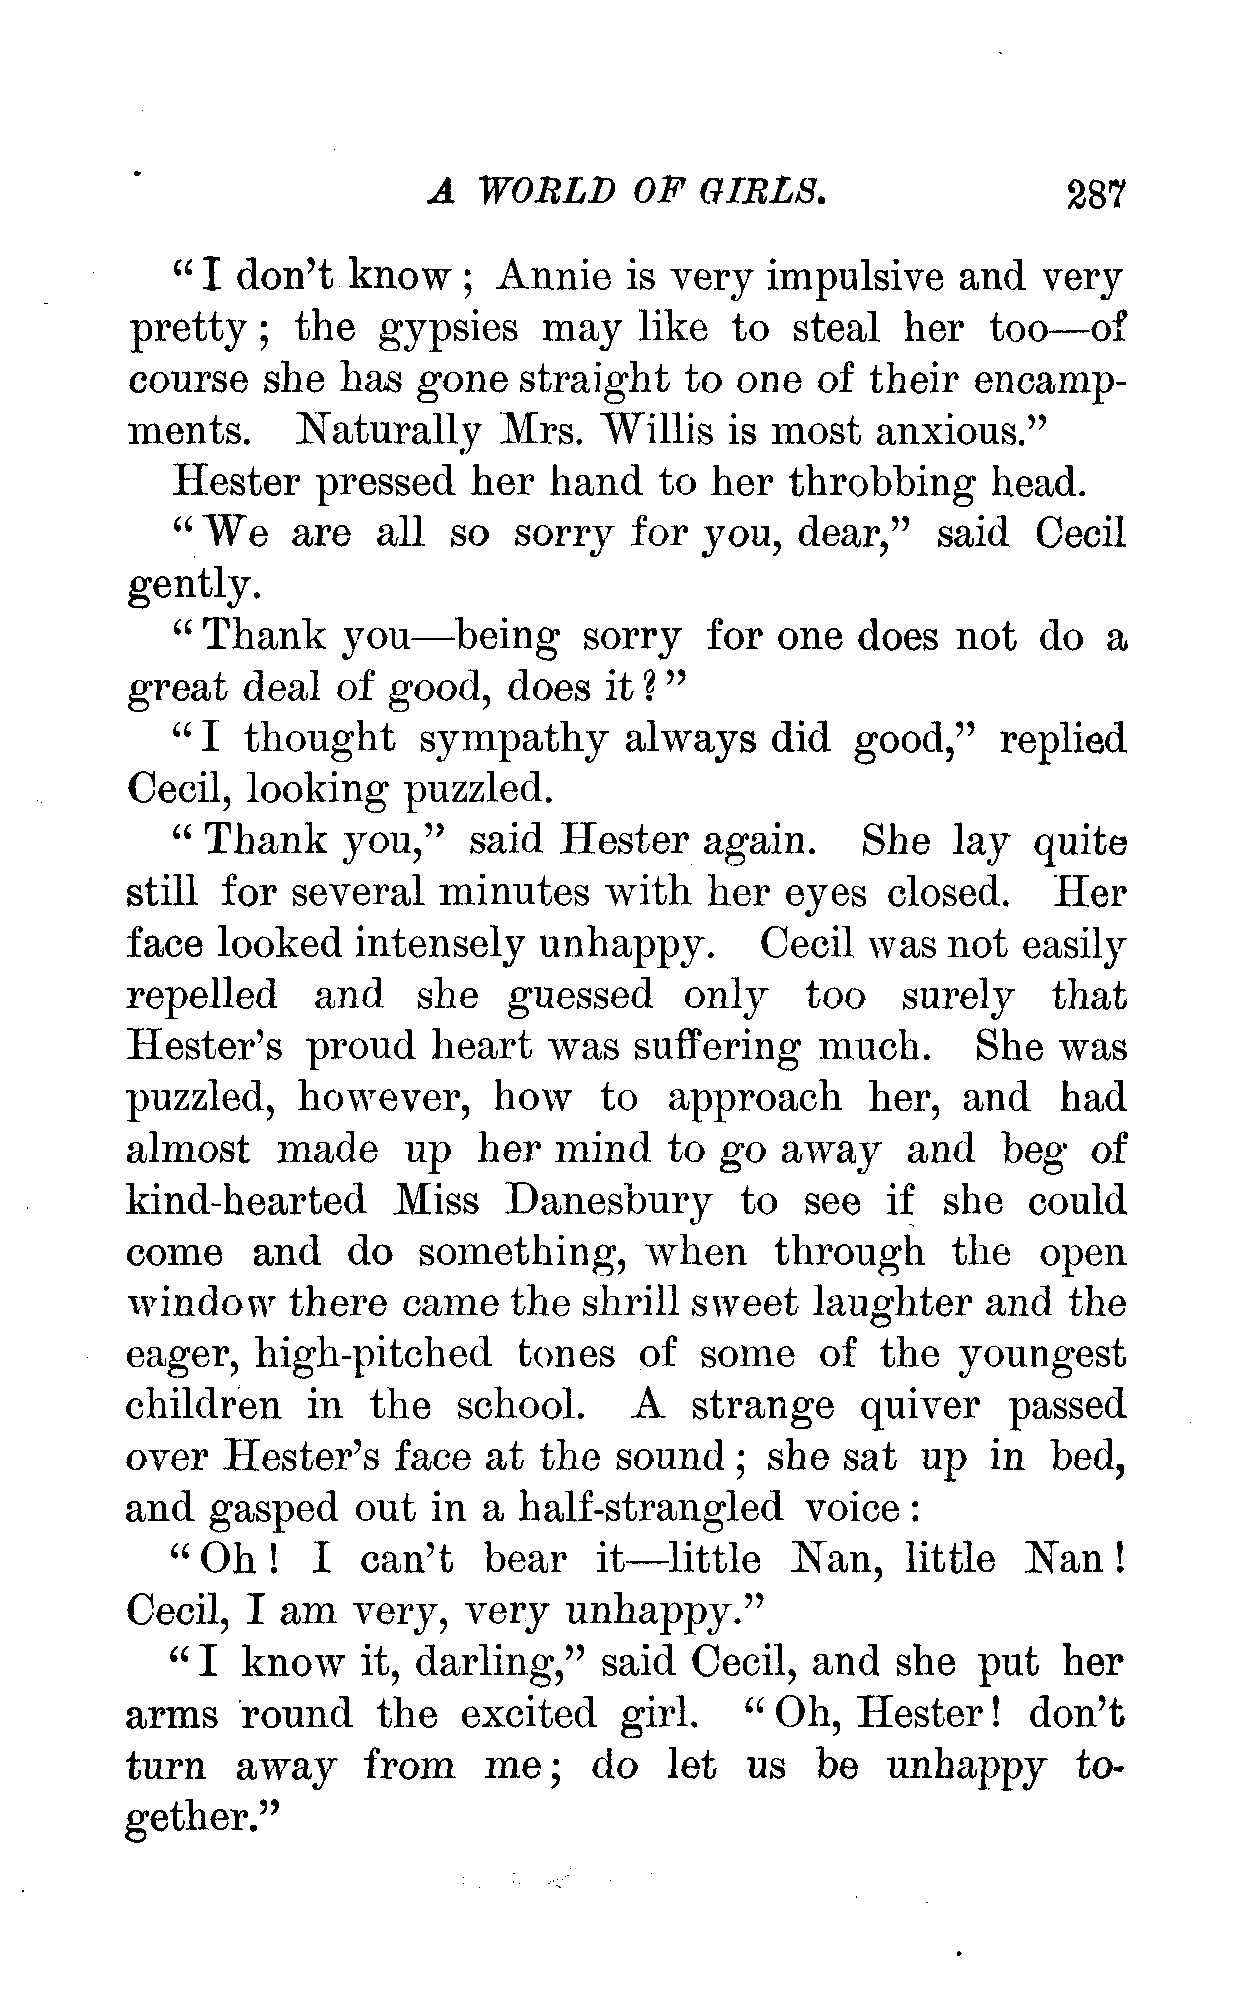 A WORLD OF GIRLS. 287
"I don't know; Annie is very impulsive and very
pretty; the gypsies may like to steal her too—of
course she has gone straight to one of their encamp-
ments. Naturally Mrs. Willis is most anxious."
Hester pressed her hand to her throbbing head.
"We are all so sorry for you, dear," said Cecil
gently.
"Thank you—being sorry for one does not do a
great deal of good, does it?"
"I thought sympathy always did good," replied
Cecil, looking puzzled.
"Thank you," said Hester again. She lay quite
still for several minutes with her eyes closed. Her
face looked intensely unhappy. Cecil was not easily
repelled and she guessed only too surely that
Hester's proud heart was suffering much. She was
puzzled, however, how to approach her, and had
almost made up her mind to go away and beg of
kind-hearted Miss Danesbury to see if she could
come and do something, when through the open
window there came the shrill sweet laughter and the
eager, high-pitched tones of some of the youngest
children in the school. A strange quiver passed
over Hester's face at the sound; she sat up in bed,
and gasped out in a half-strangled voice:
"Oh! I can't bear it—little Nan, little Nan!
Cecil, I am very, very unhappy."
"I know it, darling," said Cecil, and she put her
arms 'round the excited girl. "Oh, Hester! don't
turn away from me; do let us be unhappy to-
gether."